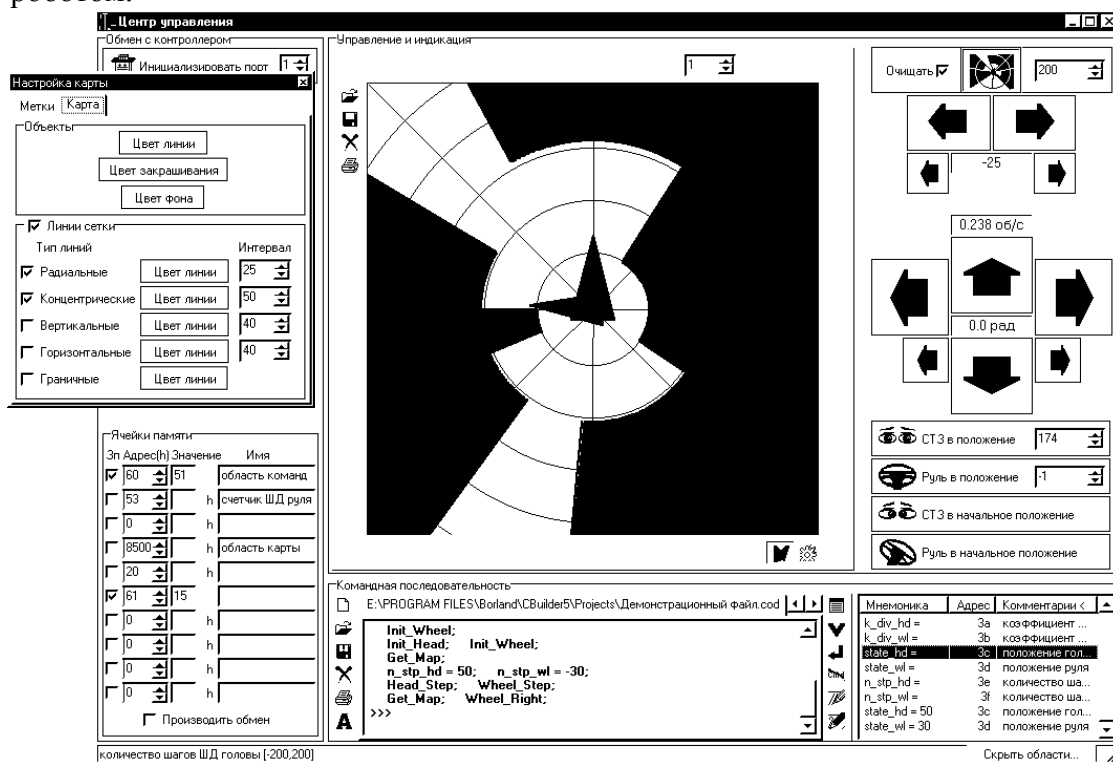 роботом.
Центр управления
Обмен с контроллером
Инициализировать порт 1
Настройка карты
Метки Карта
Объекты
Цвет линии
Цвет закрашивания
Цвет фона
Линии сетки
Тип линий Интервал
Радиальные Цвет линии 25
Концентрические Цвет линии 50
Вертикальные Цвет линии 40
Горизонтальные Цвет линии 40
Граничные Цвет линии
Ячейки памяти
Зп Адрес(h) Значение Имя
60 51 область команд
53 h счетчик ШД руля
0 h
8500 h область карты
20 h
61 15
0 h
0 h
0 h
0 h
Производить обмен
Управление и индикация
1
Очищать 200
-25
0.238 об/с
0.0 рад
СТЗ в положение 174
Руль в положение -1
СТЗ в начальное положение
Руль в начальное положение
Командная последовательность
E:\PROGRAM FILES\Borland\CBuilder5\Projects\Демонстрационный файл.cod
Init_Wheel;
Init_Head; Init_Wheel;
Get_Map;
n_stp_hd = 50; n_stp_wl = -30;
Head_Step; Wheel_Step;
Get_Map; Wheel_Right;
>>>
Мнемоника Адрес Комментарии <
k_div_hd = 3a коэффициент ...
k_div_wl = 3b коэффициент ...
state_hd = 3c положение гол...
state_wl = 3d положение руля
n_stp_hd = 3e количество ша...
n_stp_wl = 3f количество ша...
state_hd = 50 3c положение гол...
state_wl = 30 3d положение руля
количество шагов ШД головы [-200,200]
Скрыть области...